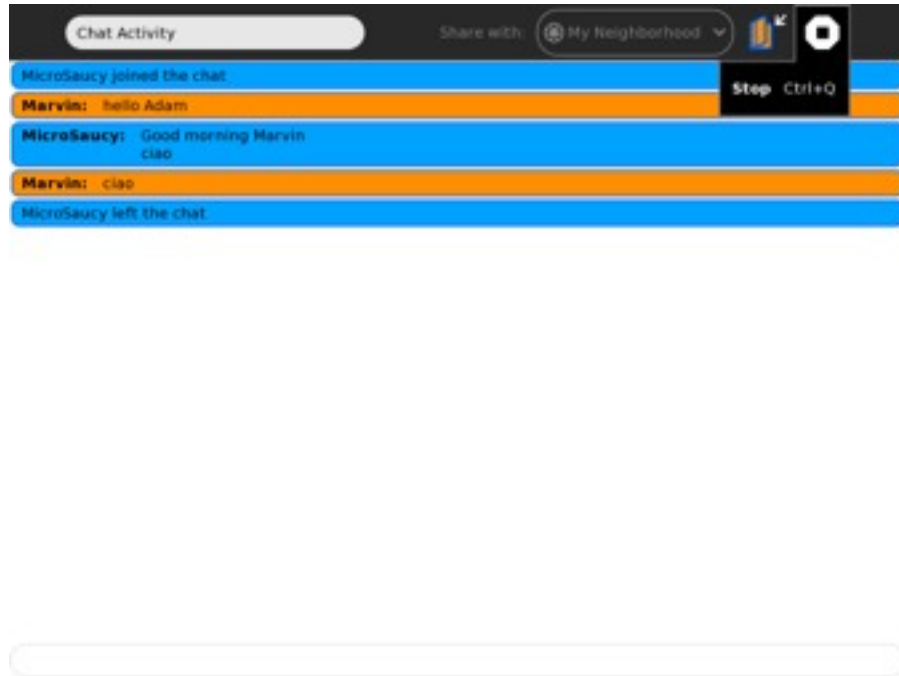 Chat Activity
Share with: My Neighborhood
Stop Ctrl+Q
MicroSaucy joined the chat
Marvin: hello Adam
MicroSaucy: Good morning Marvin
ciao
Marvin: ciao
MicroSaucy left the chat